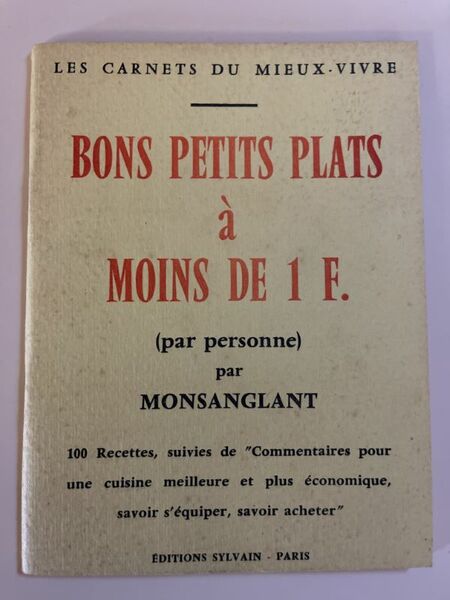 LES CARNETS DU MIEUX-VIVRE
BONS PETITS PLATS
à
MOINS DE 1 F.
(par personne)
par
MONSANGLANT
100 Recettes, suivies de "Commentaires pour
une cuisine meilleure et plus économique,
savoir s'équiper, savoir acheter"
ÉDITIONS SYLVAIN - PARIS